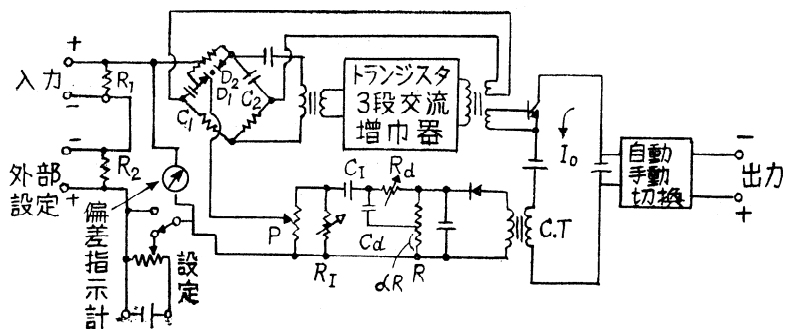 +
入力
R1
−
−
外部
設定
R2
+
偏差指示計
設定
C1
D2
D1
C2
トランジスタ
3段交流
増巾器
P
RI
CI
Rd
Cd
αR
R
C.T
Io
自動
手動
切換
−
出力
+